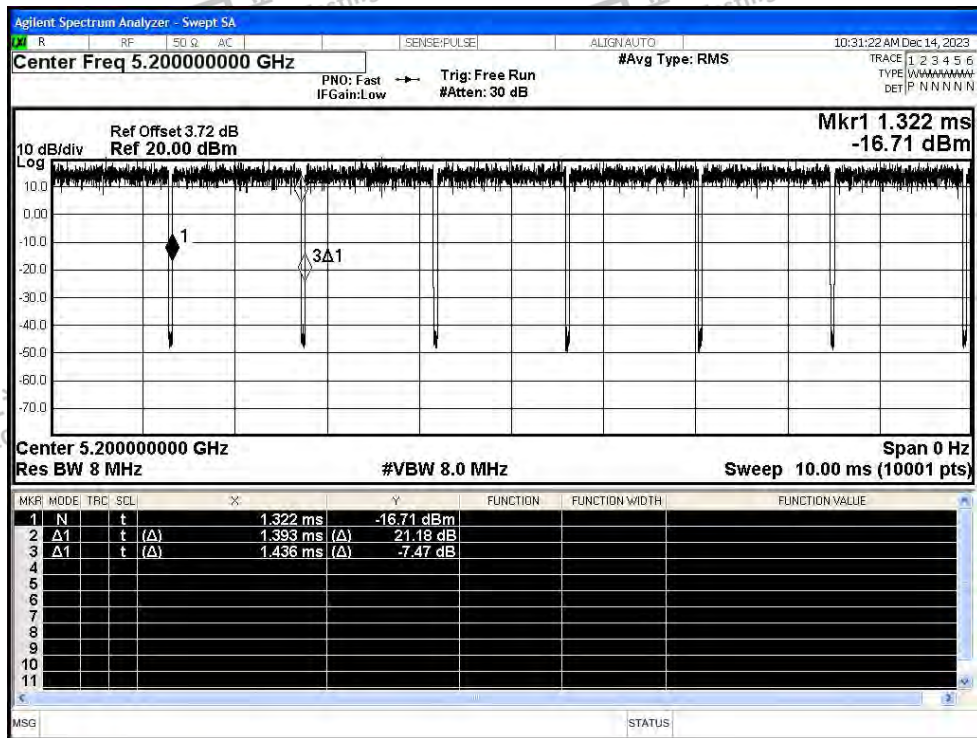 Agilent Spectrum Analyzer - Swept SA
LXI R RF 50 Ω AC SENSE:PULSE ALIGN AUTO 10:31:22 AM Dec 14, 2023
Center Freq 5.200000000 GHz #Avg Type: RMS TRACE 1 2 3 4 5 6
PNO: Fast Trig: Free Run TYPE WWWWWW
IFGain:Low #Atten: 30 dB DET P N N N N N
Mkr1 1.322 ms
Ref Offset 3.72 dB
10 dB/div Ref 20.00 dBm -16.71 dBm
Log
10.0
0.00
-10.0
1
3Δ1
-20.0
-30.0
-40.0
-50.0
-60.0
-70.0
Center 5.200000000 GHz Span 0 Hz
Res BW 8 MHz #VBW 8.0 MHz Sweep 10.00 ms (10001 pts)
MKR MODE TRC SCL X Y FUNCTION FUNCTION WIDTH FUNCTION VALUE
1 N t 1.322 ms -16.71 dBm
2 Δ1 t (Δ) 1.393 ms (Δ) 21.18 dB
3 Δ1 t (Δ) 1.436 ms (Δ) -7.47 dB
4
5
6
7
8
9
10
11
MSG STATUS